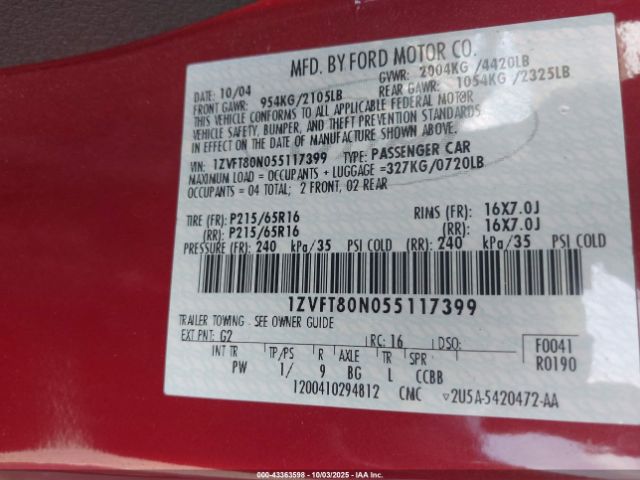 MFD. BY FORD MOTOR CO.
DATE: 10/04 GVWR: 2004KG /4420LB
FRONT GAWR: 954KG/2105LB REAR GAWR: 1054KG /2325LB
THIS VEHICLE CONFORMS TO ALL APPLICABLE FEDERAL MOTOR
VEHICLE SAFETY, BUMPER, AND THEFT PREVENTION STANDARDS
IN EFFECT ON THE DATE OF MANUFACTURE SHOWN ABOVE.
VIN: 1ZVFT80N055117399 TYPE: PASSENGER CAR
MAXIMUM LOAD = OCCUPANTS + LUGGAGE =327KG/0720LB
OCCUPANTS = 04 TOTAL; 2 FRONT, 02 REAR
TIRE (FR): P215/65R16 RIMS (FR): 16X7.0J
(RR): P215/65R16 (RR): 16X7.0J
PRESSURE (FR): 240 kPa/35 PSI COLD (RR): 240 kPa/35 PSI COLD
1ZVFT80N055117399
TRAILER TOWING - SEE OWNER GUIDE
EXT PNT: G2 RC: 16 DSO: F0041
INT TR TP/PS R AXLE TR SPR R0190
PW 1/ 9 BG L CCBB
1200410294812 CMC ▽2U5A-5420472-AA
000-43363598 - 10/03/2025 - IAA Inc.